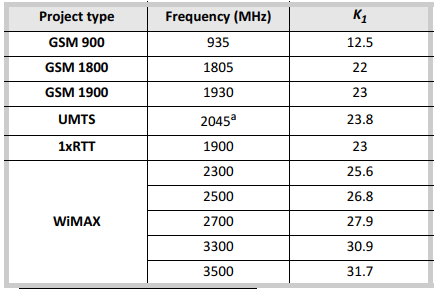 Project type Frequency (MHz) K1
GSM 900 935 12.5
GSM 1800 1805 22
GSM 1900 1930 23
UMTS 2045a 23.8
1xRTT 1900 23
WiMAX
2300 25.6
2500 26.8
2700 27.9
3300 30.9
3500 31.7